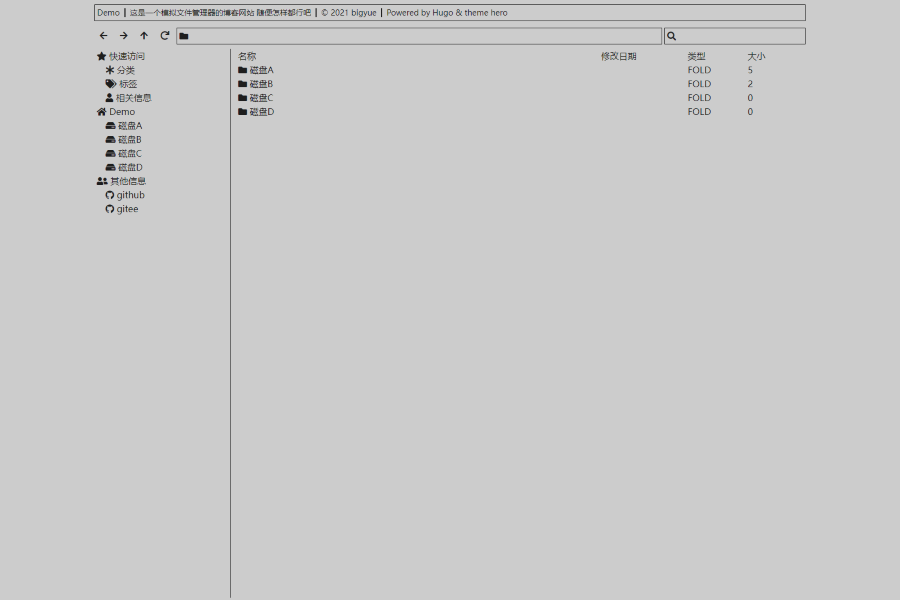 Demo | 这是一个模拟文件管理器的博客网站 随便怎样都行吧 | © 2021 bigyue | Powered by Hugo & theme hero
快速访问
分类
标签
相关信息
Demo
磁盘A
磁盘B
磁盘C
磁盘D
其他信息
github
gitee
名称 修改日期 类型 大小
磁盘A FOLD 5
磁盘B FOLD 2
磁盘C FOLD 0
磁盘D FOLD 0